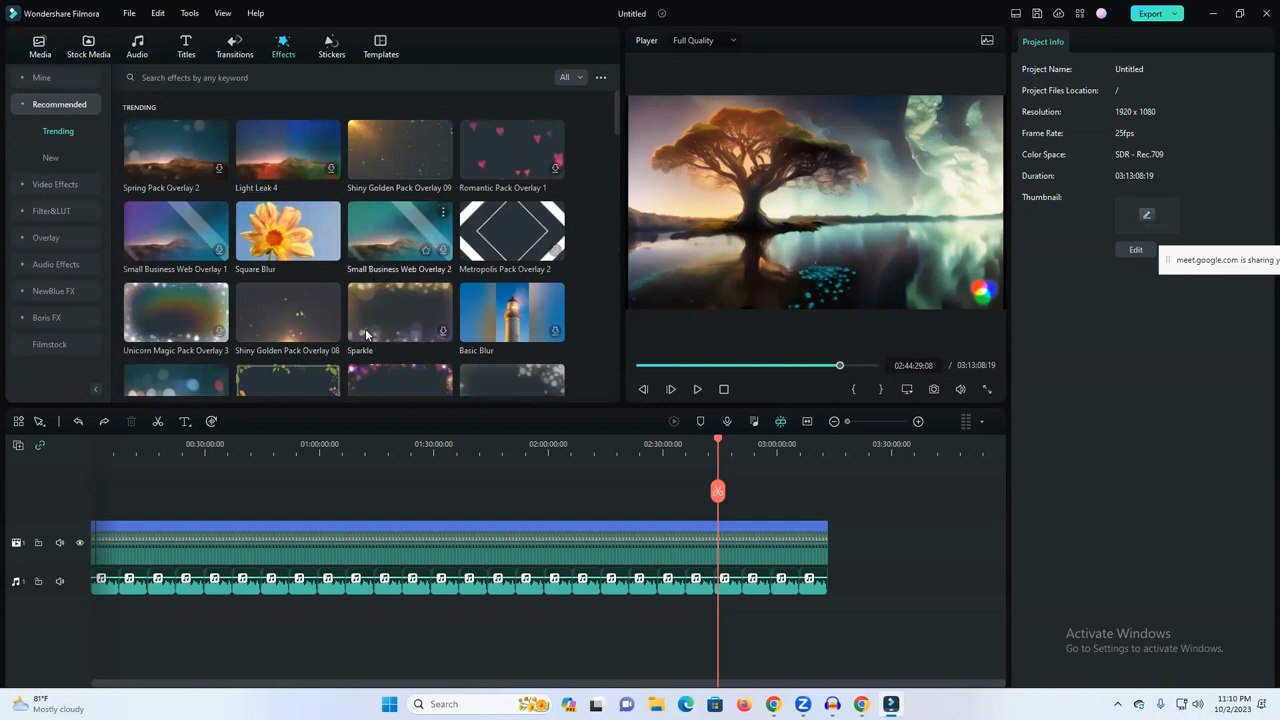 Wondershare Filmora File Edit Tools View Help Untitled Export
Media Stock Media Audio Titles Transitions Effects Stickers Templates
Player Full Quality
Project Info
Mine
Recommended
Trending
New
Video Effects
Filter&LUT
Overlay
Audio Effects
NewBlue FX
Boris FX
Filmstock
Search effects by any keyword All
TRENDING
Spring Pack Overlay 2 Light Leak 4 Shiny Golden Pack Overlay 09 Romantic Pack Overlay 1
Small Business Web Overlay 1 Square Blur Small Business Web Overlay 2 Metropolis Pack Overlay 2
Unicorn Magic Pack Overlay 3 Shiny Golden Pack Overlay 08 Sparkle Basic Blur
02:44:29:08 / 03:13:08:19
Project Name: Untitled
Project Files Location: /
Resolution: 1920 x 1080
Frame Rate: 25fps
Color Space: SDR - Rec.709
Duration: 03:13:08:19
Thumbnail:
Edit
meet.google.com is sharing y
00:30:00:00 01:00:00:00 01:30:00:00 02:00:00:00 02:30:00:00 03:00:00:00 03:30:00:00
1
1
Activate Windows
Go to Settings to activate Windows.
81°F
Mostly cloudy
Search
11:10 PM
10/2/2023